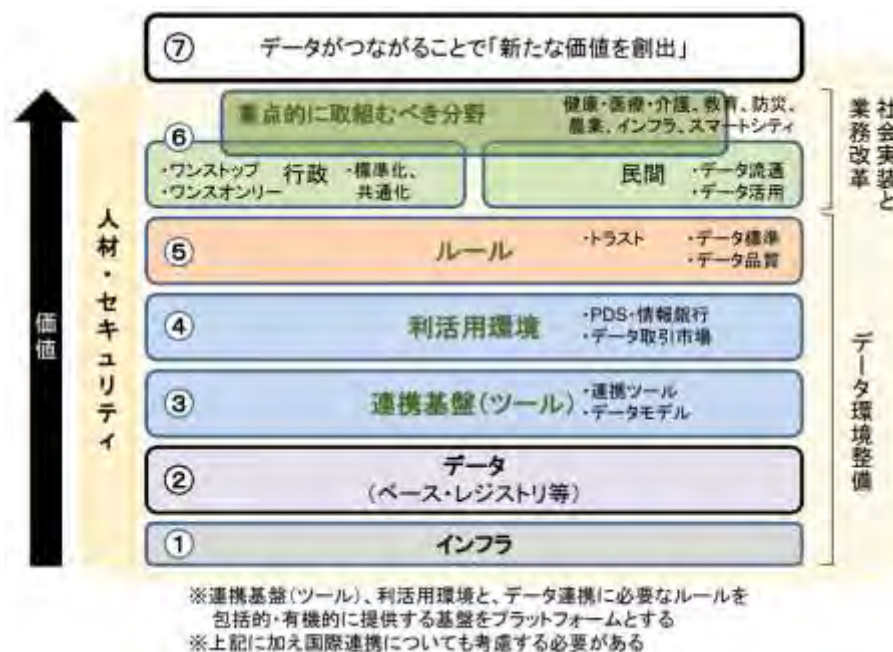 ⑦ データがつながることで「新たな価値を創出」
重点的に取組むべき分野
健康・医療・介護、教育、防災、
農業、インフラ、スマートシティ
⑥
・ワンストップ
・ワンスオンリー
行政
・標準化、
共通化
民間
・データ流通
・データ活用
⑤ ルール
・トラスト
・データ標準
・データ品質
④ 利活用環境
・PDS・情報銀行
・データ取引市場
③ 連携基盤(ツール)
・連携ツール
・データモデル
② データ
(ベース・レジストリ等)
① インフラ
価値
人材・セキュリティ
社会実装と
業務改革
データ環境整備
※連携基盤(ツール)、利活用環境と、データ連携に必要なルールを
包括的・有機的に提供する基盤をプラットフォームとする
※上記に加え国際連携についても考慮する必要がある